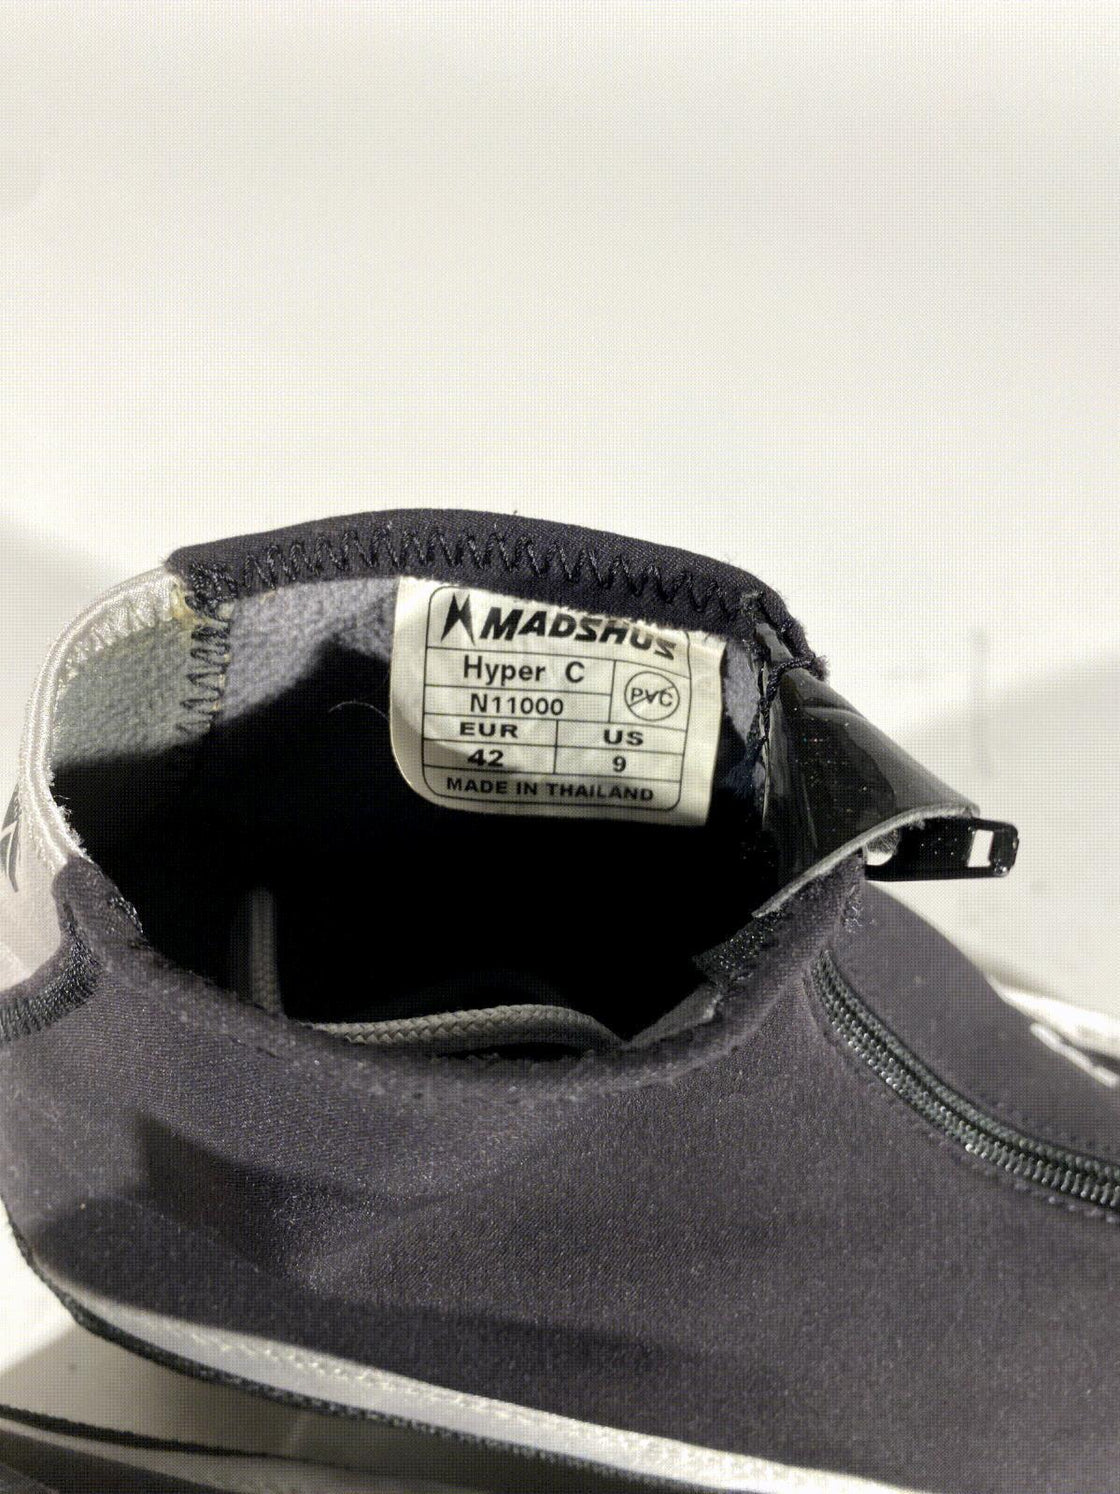 MADSHUS
Hyper C
N11000
PVC
EUR US
42 9
MADE IN THAILAND